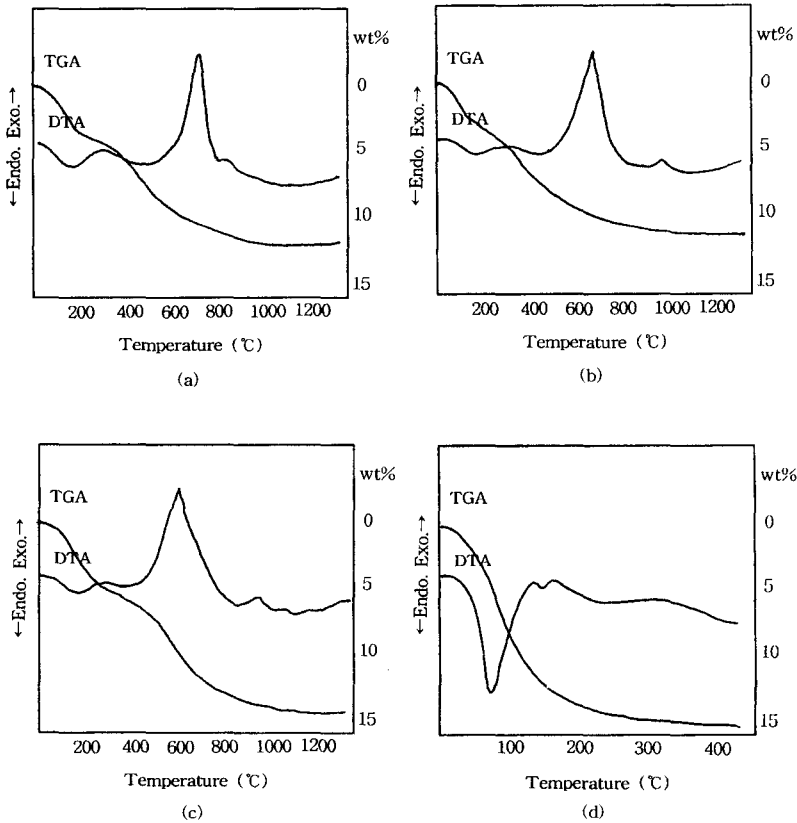 wt%
TGA
0
DTA
5
10
15
←Endo. Exo.→
200 400 600 800 1000 1200
Temperature (℃)
(a)
wt%
TGA
0
DTA
5
10
15
←Endo. Exo.→
200 400 600 800 1000 1200
Temperature (℃)
(b)
wt%
TGA
0
DTA
5
10
15
←Endo. Exo.→
200 400 600 800 1000 1200
Temperature (℃)
(c)
wt%
TGA
0
DTA
5
10
15
←Endo. Exo.→
100 200 300 400
Temperature (℃)
(d)